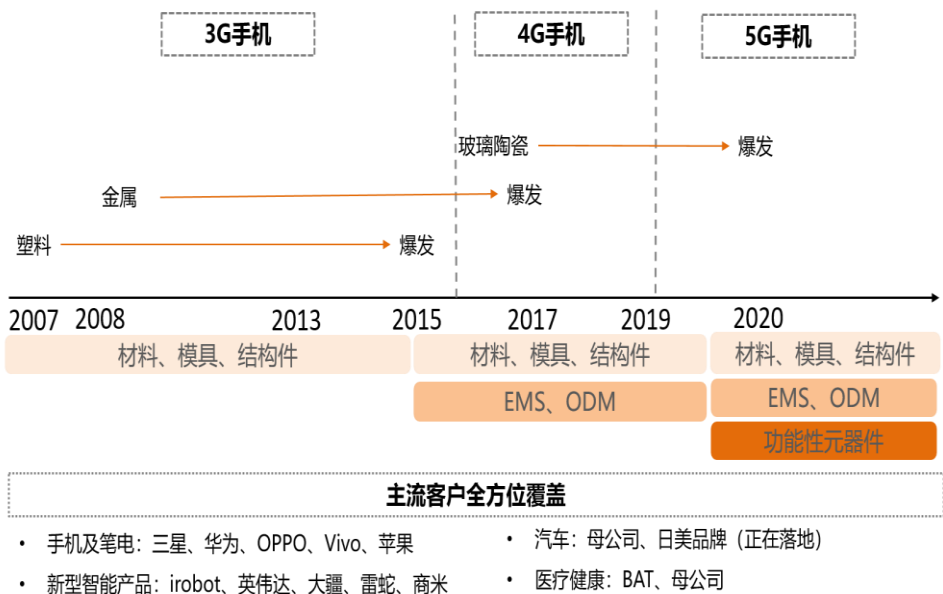 3G手机 4G手机 5G手机
玻璃陶瓷 爆发
金属 爆发
塑料 爆发
2007 2008 2013 2015 2017 2019 2020
材料、模具、结构件 材料、模具、结构件 材料、模具、结构件
EMS、ODM EMS、ODM
功能性元器件
主流客户全方位覆盖
• 手机及笔电：三星、华为、OPPO、Vivo、苹果
• 新型智能产品：irobot、英伟达、大疆、雷蛇、商米
• 汽车：母公司、日美品牌（正在落地）
• 医疗健康：BAT、母公司